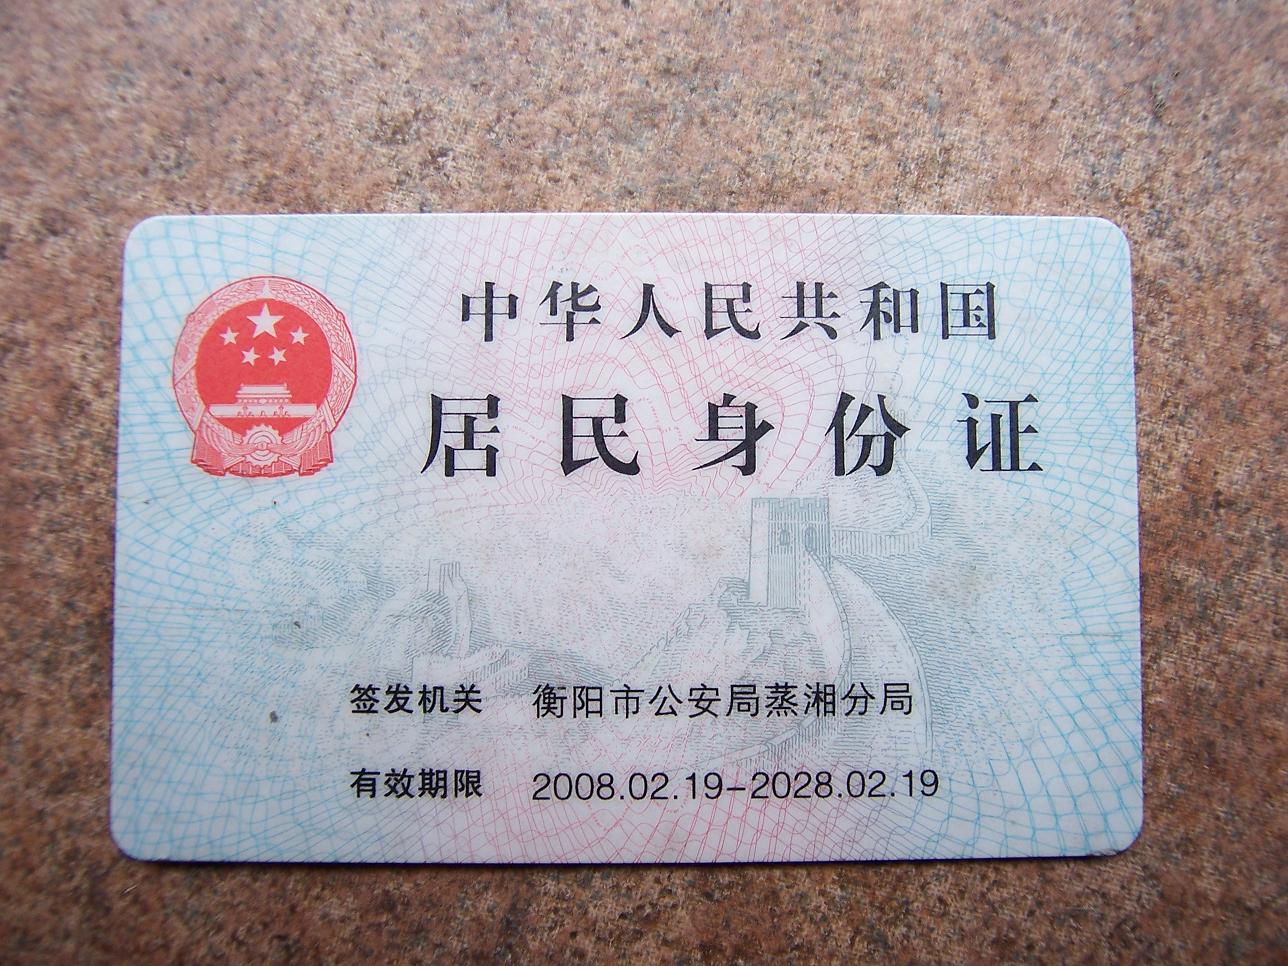 中华人民共和国
居民身份证
签发机关 衡阳市公安局蒸湘分局
有效期限 2008.02.19-2028.02.19